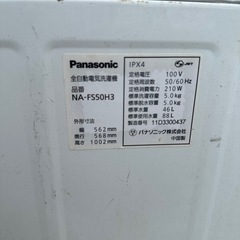 Panasonic
全自動電気洗濯機
品番
NA-FS50H3
外形寸法
幅 562mm
奥行 568mm
高さ 1002mm
IPX4
JET
定格電圧 100V
定格周波数 50/60Hz
定格消費電力 210W
標準洗濯容量 5.0kg
標準脱水容量 5.0kg
標準水量 46L
標準使用水量 88L
製造番号 11D3300437
パナソニック株式会社
中国製